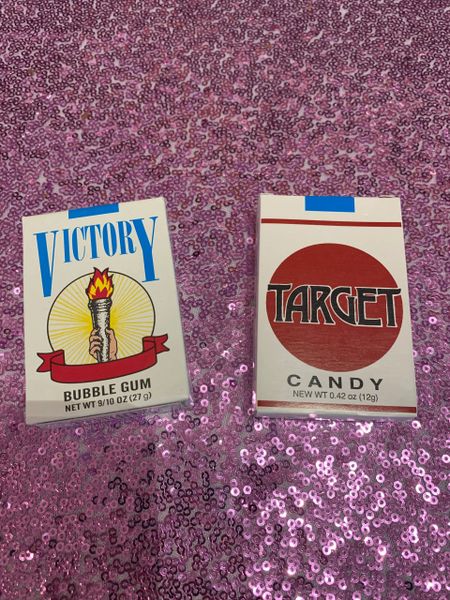 VICTORY
BUBBLE GUM
NET WT 9/10 OZ (27 g)
TARGET
CANDY
NEW WT 0.42 oz (12g)